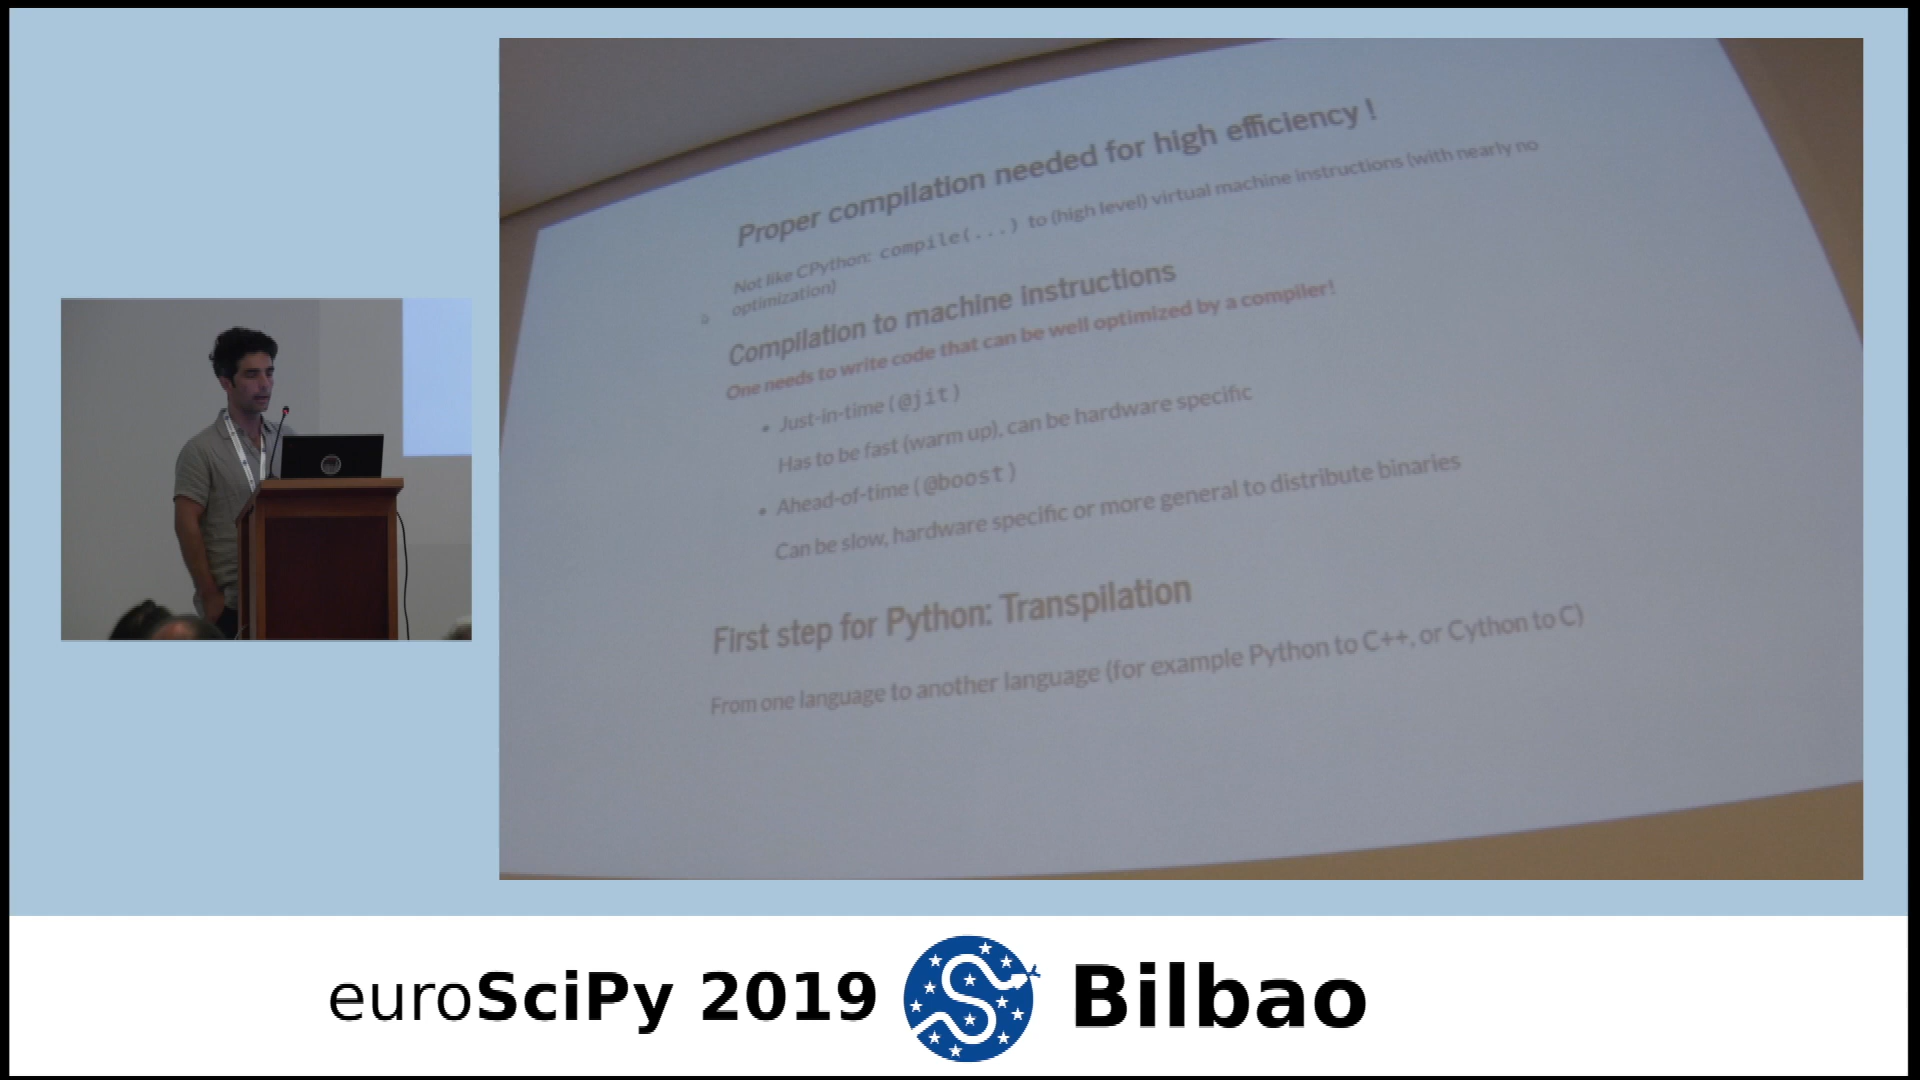 Proper compilation needed for high efficiency !
Not like CPython: compile(...) to (high level) virtual machine instructions (with nearly no
optimization)
Compilation to machine instructions
One needs to write code that can be well optimized by a compiler!
• Just-in-time (@jit)
Has to be fast (warm up), can be hardware specific
• Ahead-of-time (@boost)
Can be slow, hardware specific or more general to distribute binaries
First step for Python: Transpilation
From one language to another language (for example Python to C++, or Cython to C)
euroSciPy 2019 Bilbao